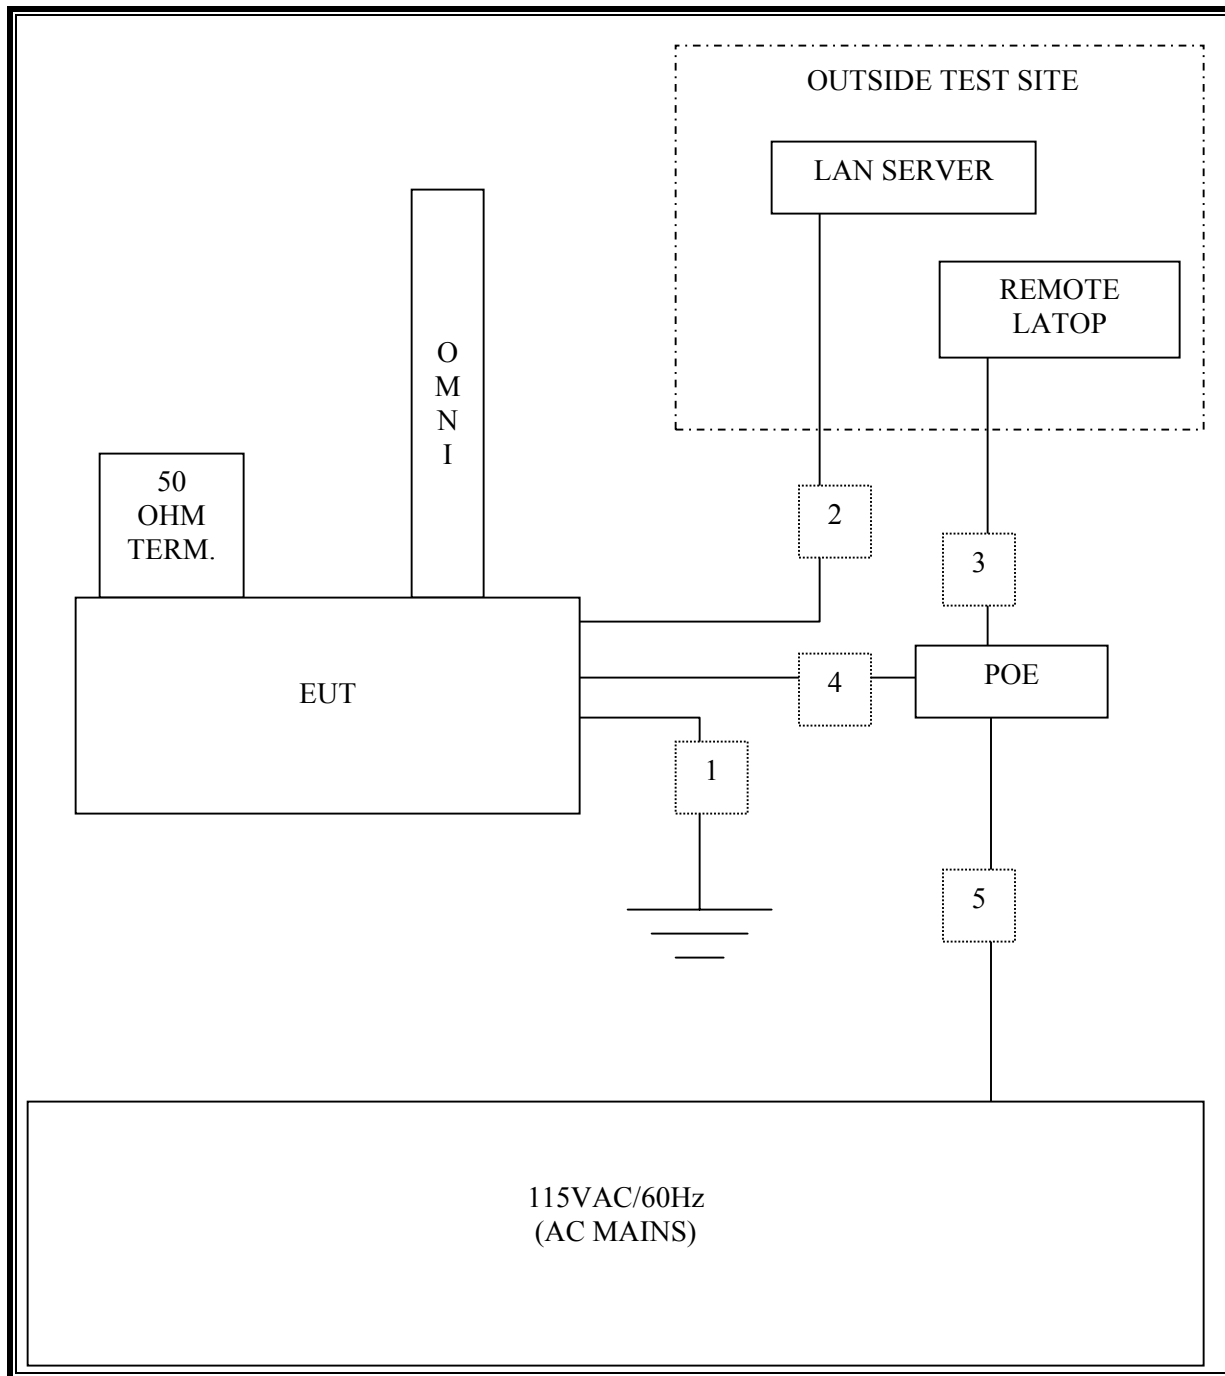 OUTSIDE TEST SITE
LAN SERVER
REMOTE
LATOP
O
M
N
I
50
OHM
TERM.
2
3
EUT
4
POE
1
5
115VAC/60Hz
(AC MAINS)